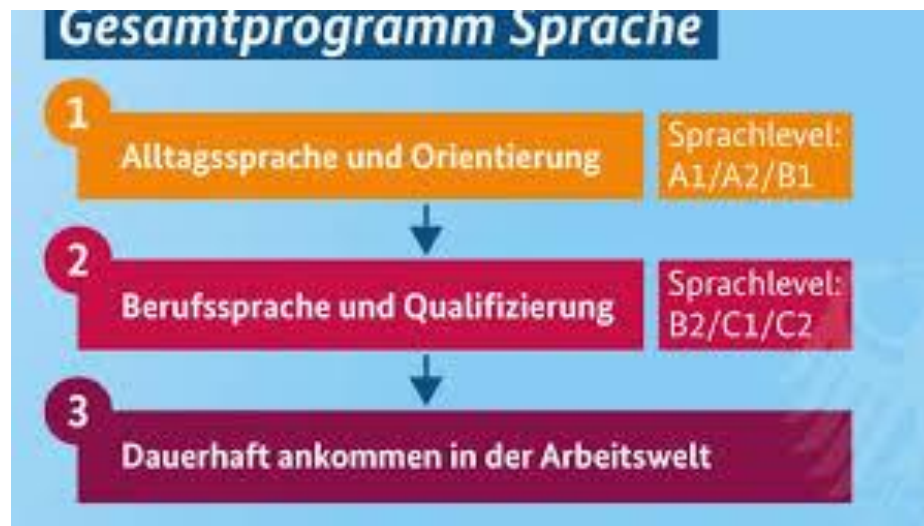 Gesamtprogramm Sprache
1
Alltagssprache und Orientierung
Sprachlevel:
A1/A2/B1
2
Berufssprache und Qualifizierung
Sprachlevel:
B2/C1/C2
3
Dauerhaft ankommen in der Arbeitswelt